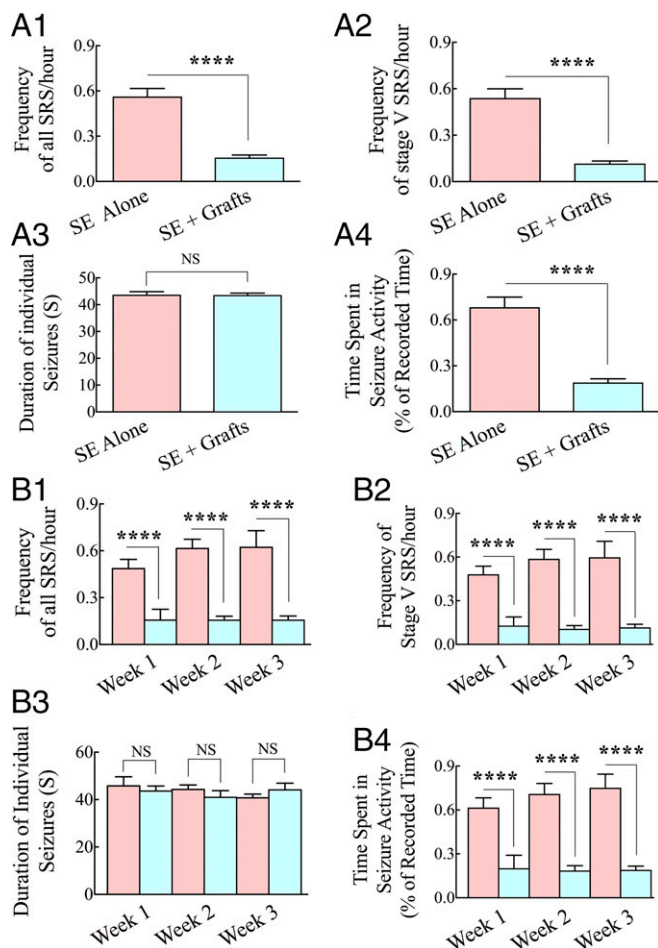 A1
Frequency
of all SRS/hour
0.9
0.6
0.3
0.0
****
SE Alone
SE + Grafts
A2
Frequency
of stage V SRS/hour
0.9
0.6
0.3
0.0
****
SE Alone
SE + Grafts
A3
Duration of individual
Seizures (S)
50
40
30
20
10
0
NS
SE Alone
SE + Grafts
A4
Time Spent in
Seizure Activity
(% of Recorded Time)
0.9
0.6
0.3
0.0
****
SE Alone
SE + Grafts
B1
Frequency
of all SRS/hour
0.9
0.6
0.3
0.0
****
****
****
Week 1
Week 2
Week 3
B2
Frequency of
Stage V SRS/hour
0.9
0.6
0.3
0.0
****
****
****
Week 1
Week 2
Week 3
B3
Duration of Individual
Seizures (S)
60
40
20
0
NS
NS
NS
Week 1
Week 2
Week 3
B4
Time Spent in
Seizure Activity
(% of Recorded Time)
0.9
0.6
0.3
0.0
****
****
****
Week 1
Week 2
Week 3